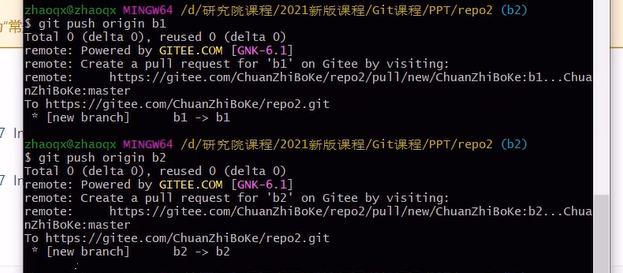 zhaoqx@zhaoqx MINGW64 /d/研究院课程/2021新版课程/Git课程/PPT/repo2 (b2)
$ git push origin b1
Total 0 (delta 0), reused 0 (delta 0)
remote: Powered by GITEE.COM [GNK-6.1]
remote: Create a pull request for 'b1' on Gitee by visiting:
remote:     https://gitee.com/ChuanZhiBoKe/repo2/pull/new/ChuanZhiBoKe:b1...Chua
nZhiBoKe:master
To https://gitee.com/ChuanZhiBoKe/repo2.git
 * [new branch]      b1 -> b1
zhaoqx@zhaoqx MINGW64 /d/研究院课程/2021新版课程/Git课程/PPT/repo2 (b2)
$ git push origin b2
Total 0 (delta 0), reused 0 (delta 0)
remote: Powered by GITEE.COM [GNK-6.1]
remote: Create a pull request for 'b2' on Gitee by visiting:
remote:     https://gitee.com/ChuanZhiBoKe/repo2/pull/new/ChuanZhiBoKe:b2...Chua
nZhiBoKe:master
To https://gitee.com/ChuanZhiBoKe/repo2.git
 * [new branch]      b2 -> b2